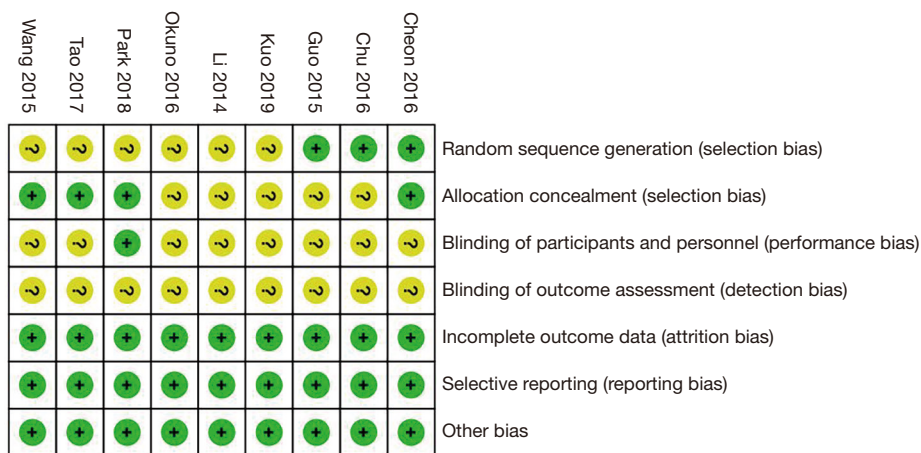 Wang 2015
Tao 2017
Park 2018
Okuno 2016
Li 2014
Kuo 2019
Guo 2015
Chu 2016
Cheon 2016
? ? ? ? ? ? + + + Random sequence generation (selection bias)
+ + + ? ? ? ? ? + Allocation concealment (selection bias)
? ? + ? ? ? ? ? ? Blinding of participants and personnel (performance bias)
? ? ? ? ? ? ? ? ? Blinding of outcome assessment (detection bias)
+ + + + + + + + + Incomplete outcome data (attrition bias)
+ + + + + + + + + Selective reporting (reporting bias)
+ + + + + + + + + Other bias